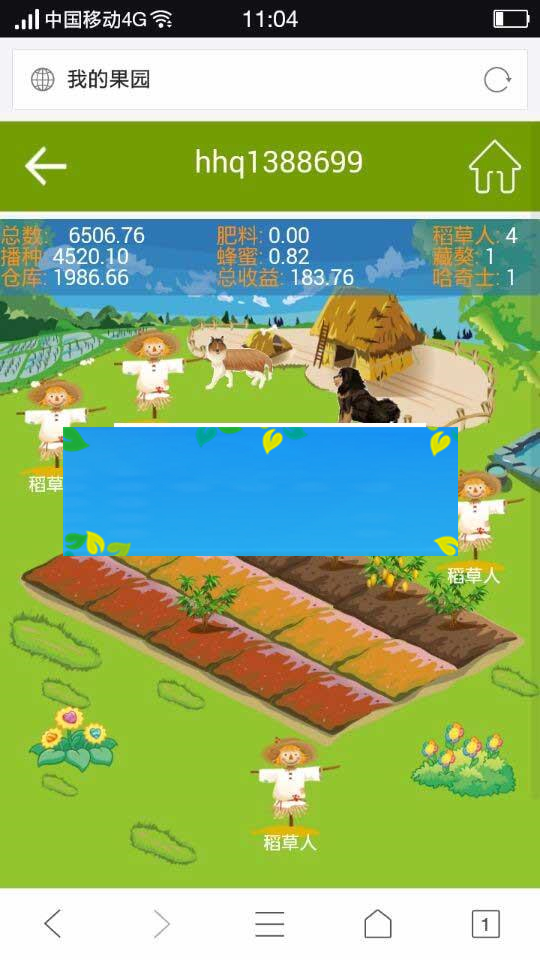 中国移动4G 11:04
我的果园
hhq1388699
总数: 6506.76 肥料: 0.00 稻草人: 4
播种 4520.10 蜂蜜: 0.82 藏獒: 1
仓库: 1986.66 总收益: 183.76 哈奇士: 1
稻草
稻草人
稻草人
1